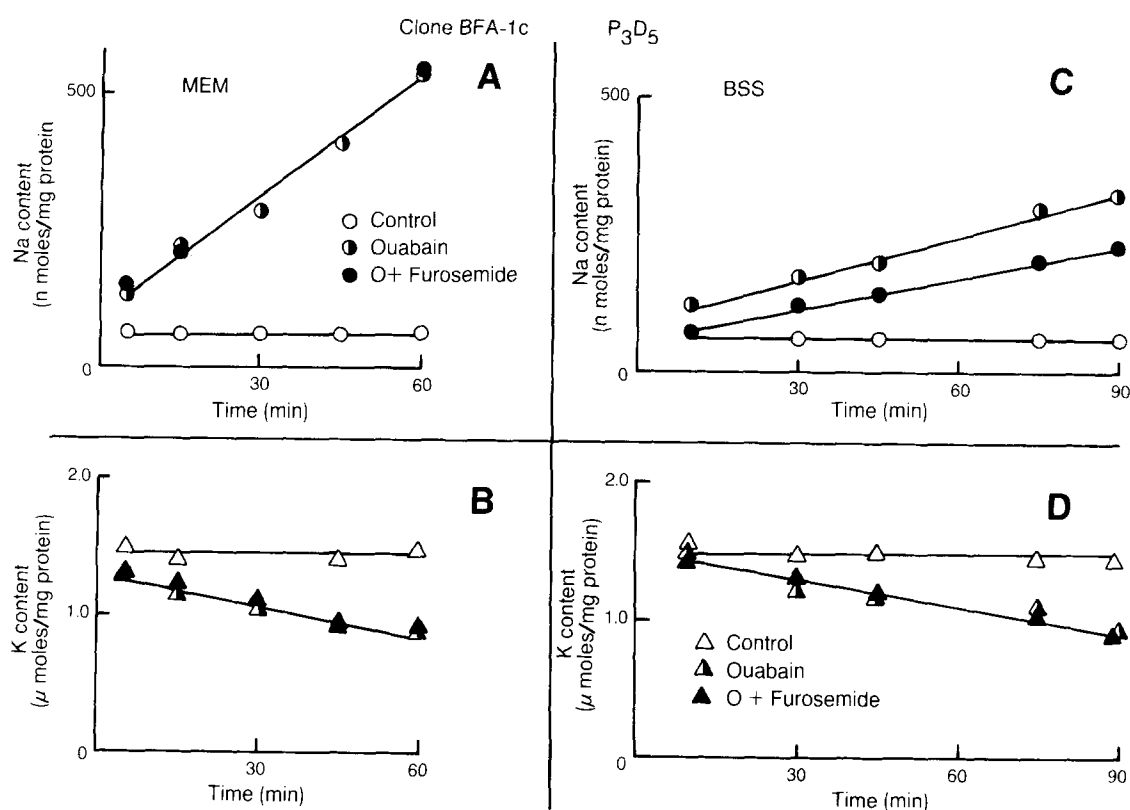 Clone BFA-1c P₃D₅
A
MEM
500
0
Na content
(n moles/mg protein)
Control
Ouabain
O+ Furosemide
30 60
Time (min)
C
BSS
500
0
Na content
(n moles/mg protein)
30 60 90
Time (min)
B
2.0
1.0
0
K content
(μ moles/mg protein)
30 60
Time (min)
D
2.0
1.0
0
K content
(μ moles/mg protein)
Control
Ouabain
O + Furosemide
30 60 90
Time (min)